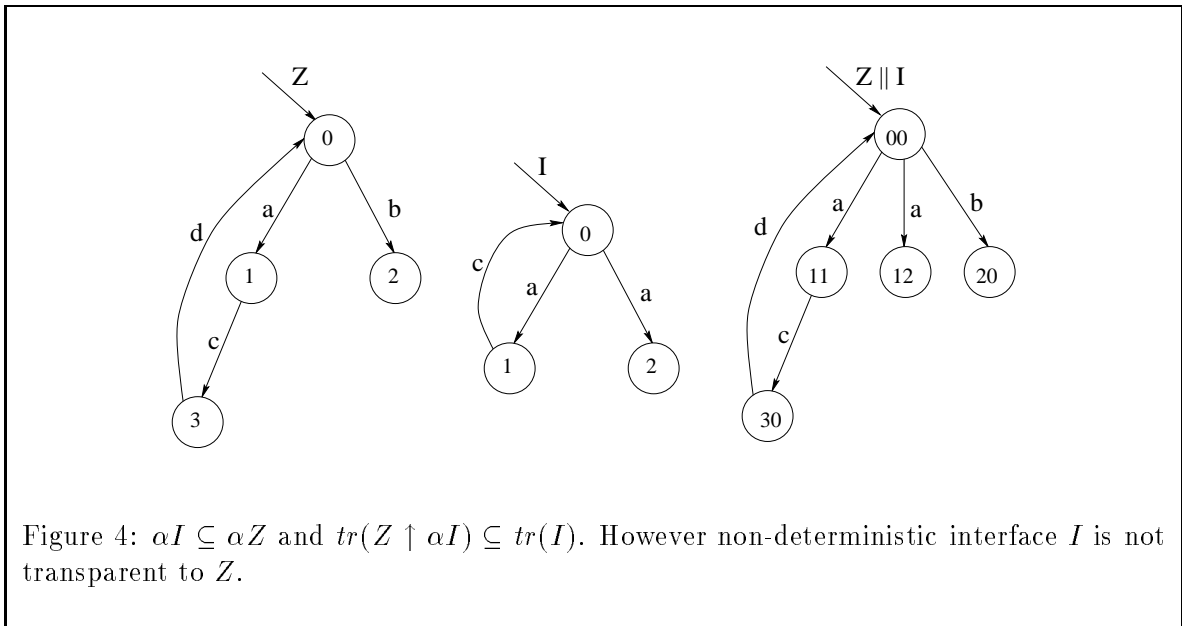 Z
0
a
b
d
1
2
c
3
I
0
c
a
a
1
2
Z || I
00
a
a
b
d
11
12
20
c
30
Figure 4: αI ⊆ αZ and tr(Z ↑ αI) ⊆ tr(I). However non-deterministic interface I is not
transparent to Z.